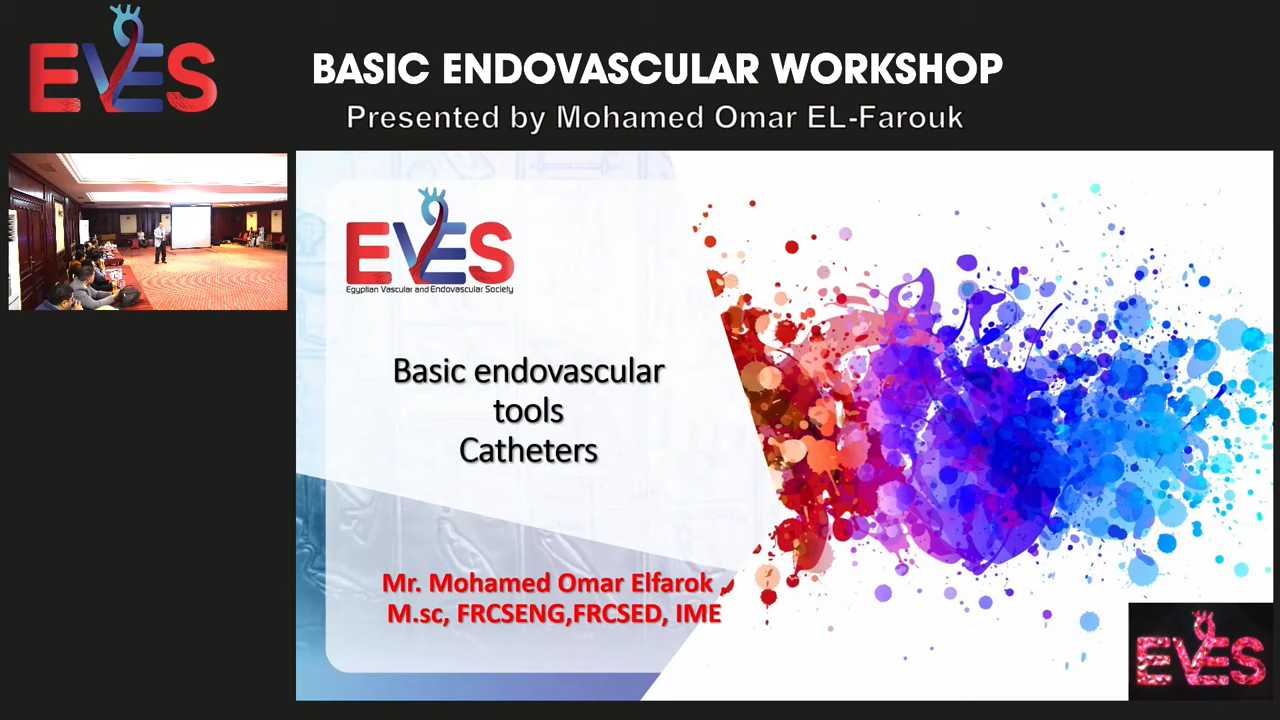 EVES
BASIC ENDOVASCULAR WORKSHOP
Presented by Mohamed Omar EL-Farouk
EVES
Egyptian Vascular and Endovascular Society
Basic endovascular
tools
Catheters
Mr. Mohamed Omar Elfarok ,
M.sc, FRCSENG,FRCSED, IME
EVES